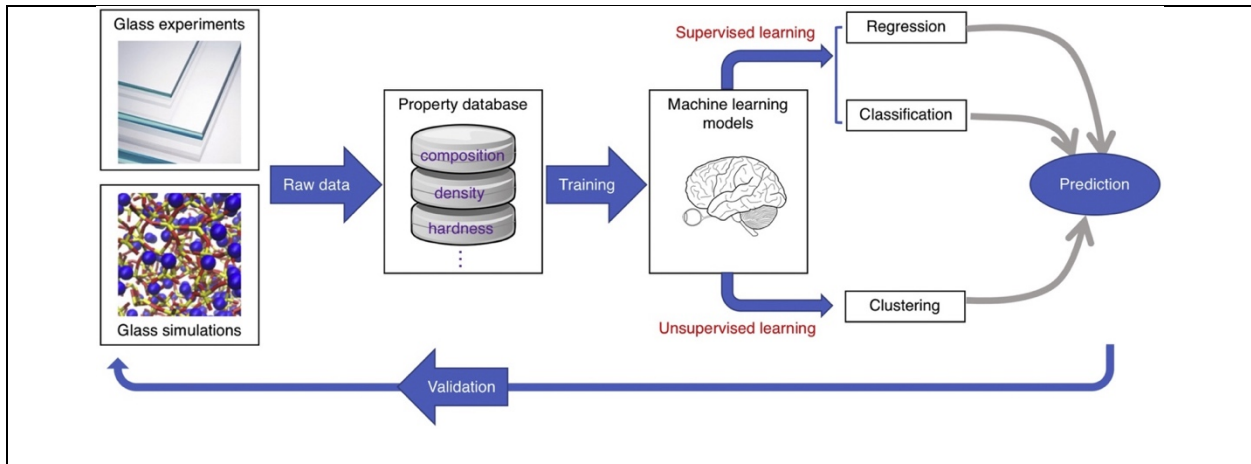 Glass experiments
Glass simulations
Raw data
Property database
composition
density
hardness
Training
Machine learning
models
Supervised learning
Unsupervised learning
Regression
Classification
Clustering
Prediction
Validation